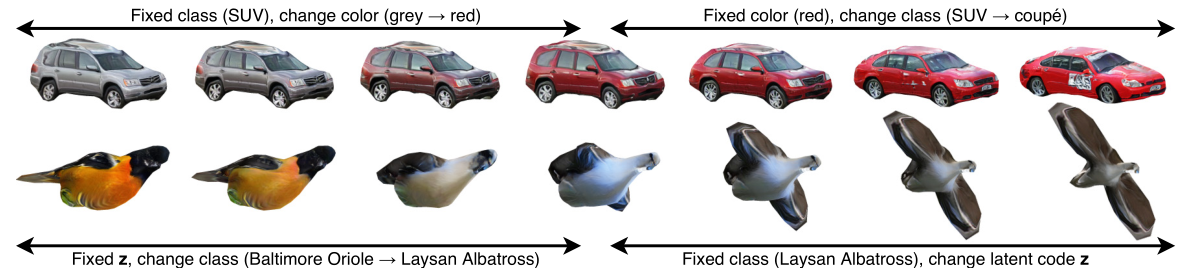 Fixed class (SUV), change color (grey → red)
Fixed color (red), change class (SUV → coupé)
Fixed z, change class (Baltimore Oriole → Laysan Albatross)
Fixed class (Laysan Albatross), change latent code z